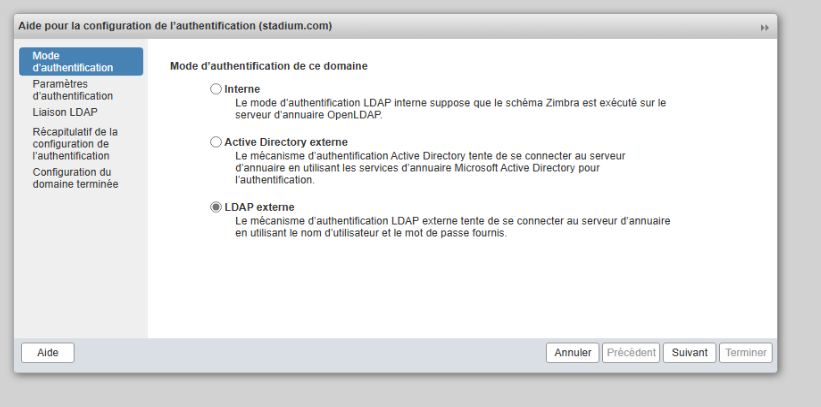 Aide pour la configuration de l'authentification (stadium.com)
Mode
d'authentification
Paramètres
d'authentification
Liaison LDAP
Récapitulatif de la
configuration de
l'authentification
Configuration du
domaine terminée
Mode d'authentification de ce domaine
Interne
Le mode d'authentification LDAP interne suppose que le schéma Zimbra est exécuté sur le
serveur d'annuaire OpenLDAP.
Active Directory externe
Le mécanisme d'authentification Active Directory tente de se connecter au serveur
d'annuaire en utilisant les services d'annuaire Microsoft Active Directory pour
l'authentification.
LDAP externe
Le mécanisme d'authentification LDAP externe tente de se connecter au serveur d'annuaire
en utilisant le nom d'utilisateur et le mot de passe fournis.
Aide
Annuler
Précédent
Suivant
Terminer